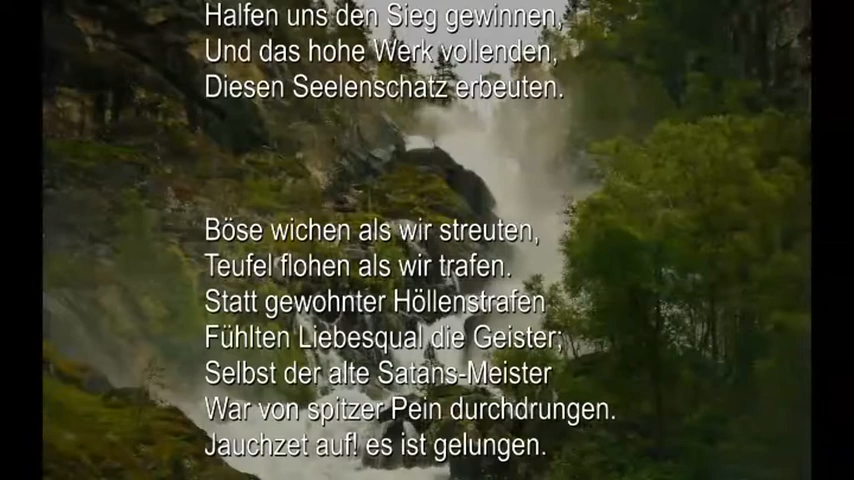 Halfen uns den Sieg gewinnen,
Und das hohe Werk vollenden,
Diesen Seelenschatz erbeuten.
Böse wichen als wir streuten,
Teufel flohen als wir trafen.
Statt gewohnter Höllenstrafen
Fühlten Liebesqual die Geister;
Selbst der alte Satans-Meister
War von spitzer Pein durchdrungen.
Jauchzet auf! es ist gelungen.